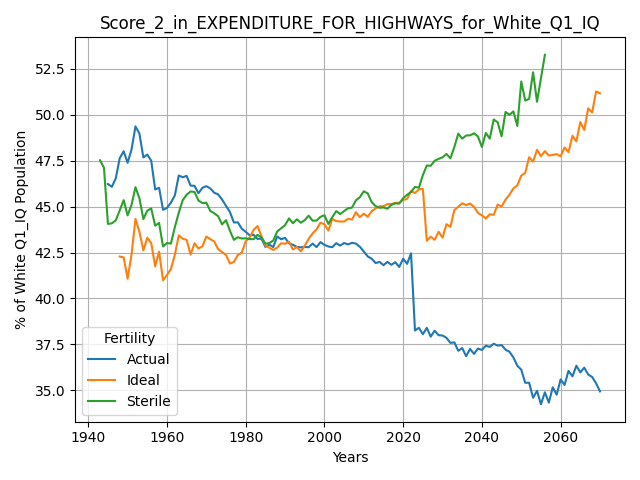 Score_2_in_EXPENDITURE_FOR_HIGHWAYS_for_White_Q1_IQ
% of White Q1_IQ Population
52.5
50.0
47.5
45.0
42.5
40.0
37.5
35.0
Fertility
Actual
Ideal
Sterile
1940
1960
1980
2000
2020
2040
2060
Years